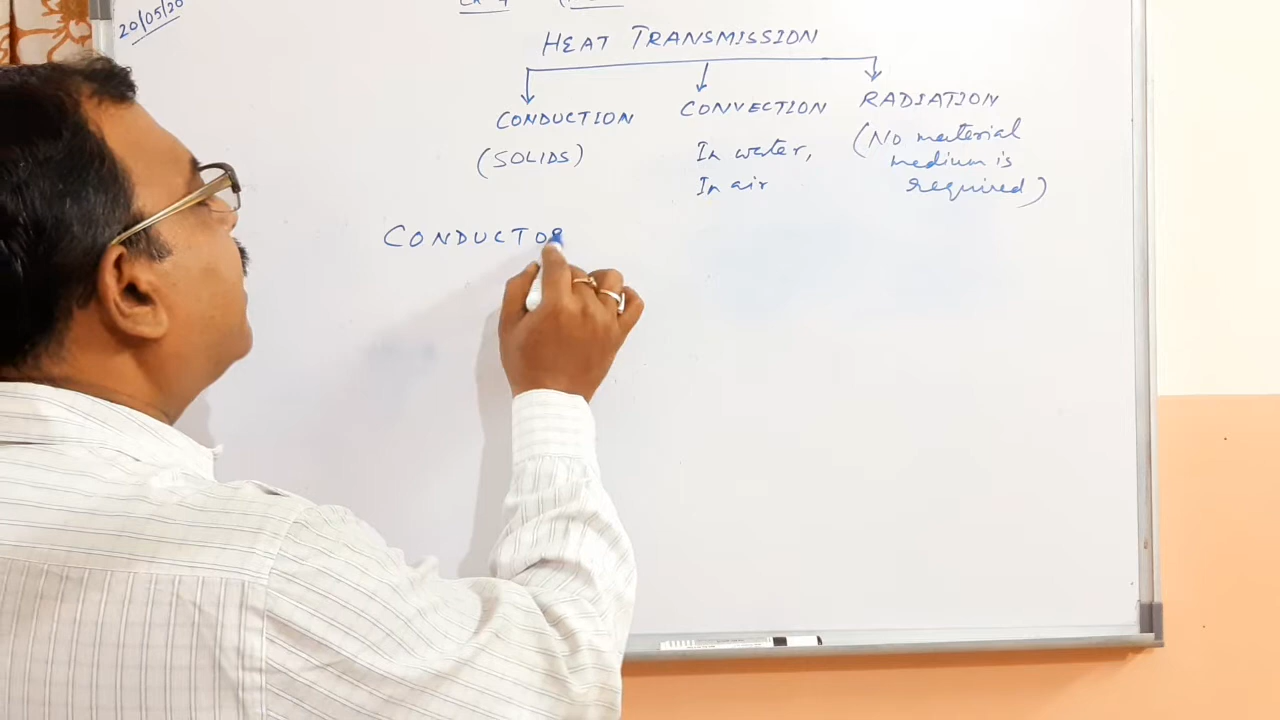 20/05/20
HEAT TRANSMISSION
CONDUCTION CONVECTION RADIATION
(SOLIDS) In water, (No material
In air medium is
required)
CONDUCTOR